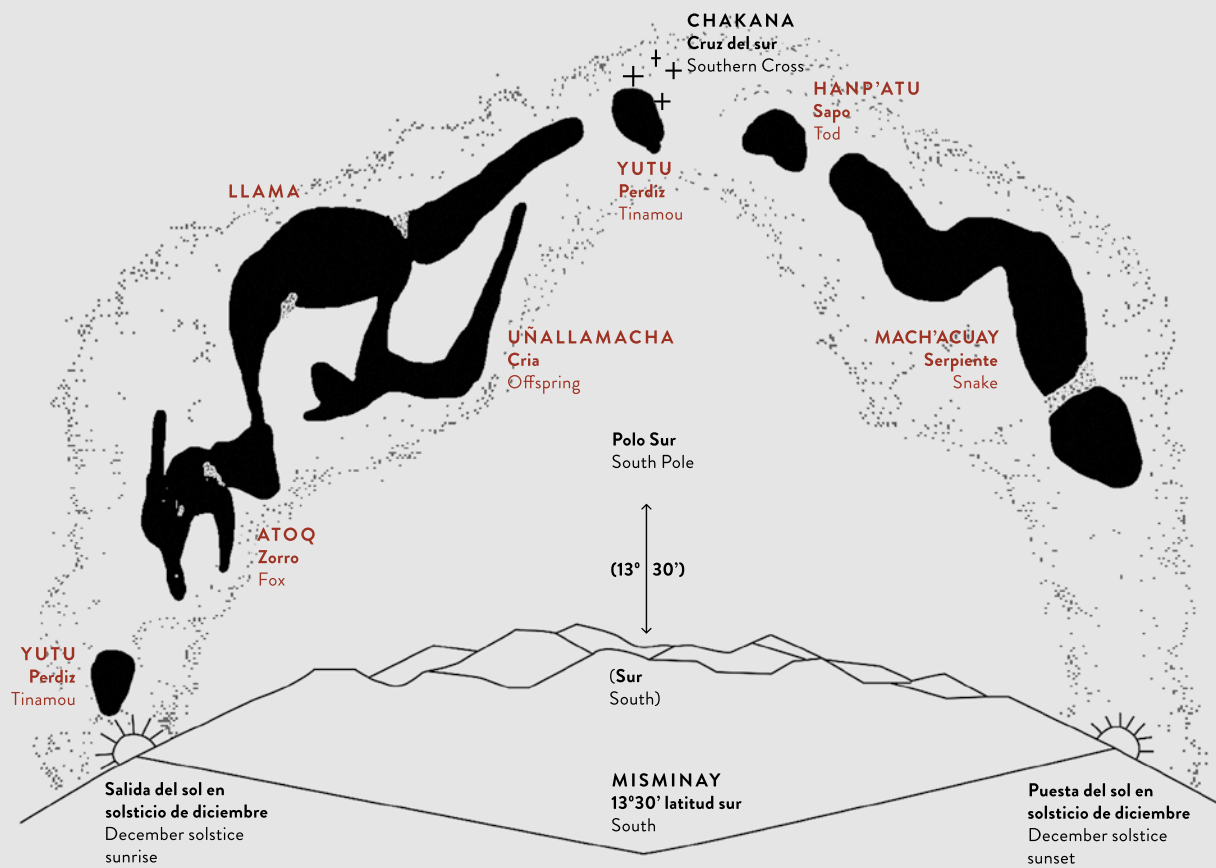 CHAKANA
Cruz del sur
Southern Cross
HANP'ATU
Sapo
Tod
YUTU
Perdiz
Tinamou
LLAMA
UÑALLAMACHA
Cria
Offspring
MACH'ACUAY
Serpiente
Snake
Polo Sur
South Pole
ATOQ
Zorro
Fox
(13º 30')
YUTU
Perdiz
Tinamou
(Sur
South)
MISMINAY
13º30' latitud sur
South
Salida del sol en
solsticio de diciembre
December solstice
sunrise
Puesta del sol en
solsticio de diciembre
December solstice
sunset